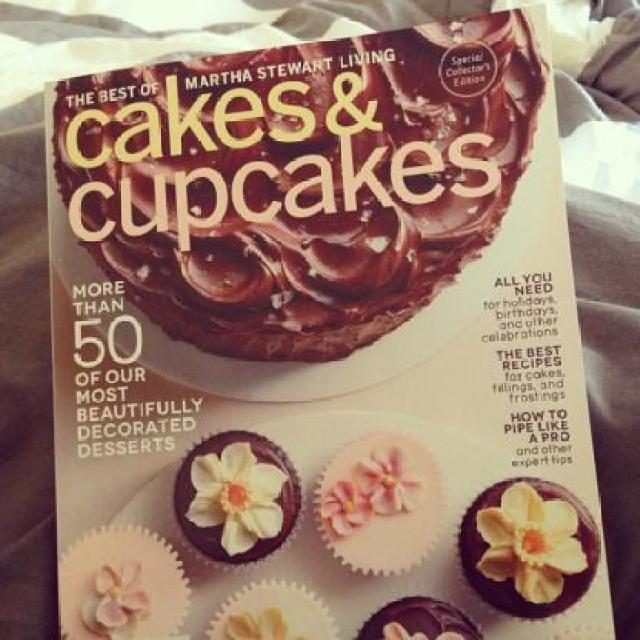 THE BEST OF MARTHA STEWART LIVING
Special
Collector's
Edition
cakes &
cupcakes
MORE
THAN
50
OF OUR
MOST
BEAUTIFULLY
DECORATED
DESSERTS
ALL YOU
NEED
for holidays,
birthdays,
and other
celebrations
THE BEST
RECIPES
for cakes,
fillings, and
frostings
HOW TO
PIPE LIKE
A PRO
and other
expert tips